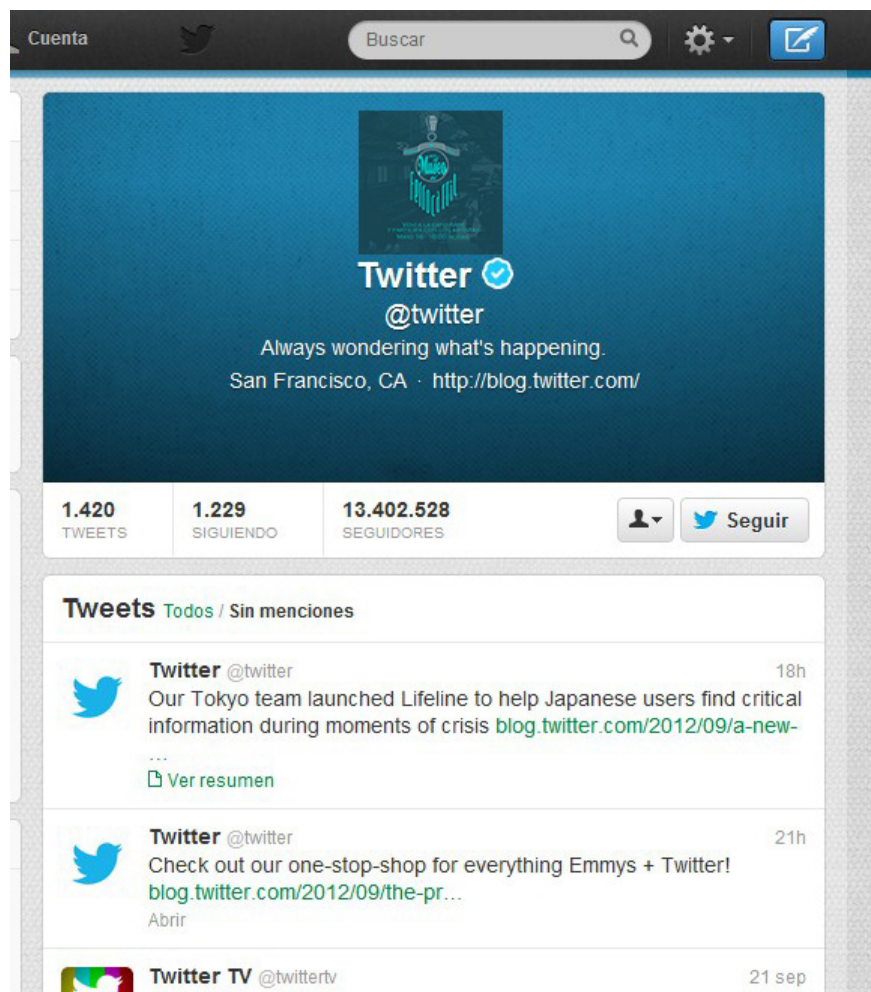 Cuenta
Buscar
Museo
Twitter
@twitter
Always wondering what's happening.
San Francisco, CA · http://blog.twitter.com/
1.420 1.229 13.402.528
TWEETS SIGUIENDO SEGUIDORES
Seguir
Tweets Todos / Sin menciones
Twitter @twitter 18h
Our Tokyo team launched Lifeline to help Japanese users find critical
information during moments of crisis blog.twitter.com/2012/09/a-new-
…
Ver resumen
Twitter @twitter 21h
Check out our one-stop-shop for everything Emmys + Twitter!
blog.twitter.com/2012/09/the-pr…
Abrir
Twitter TV @twittertv 21 sep